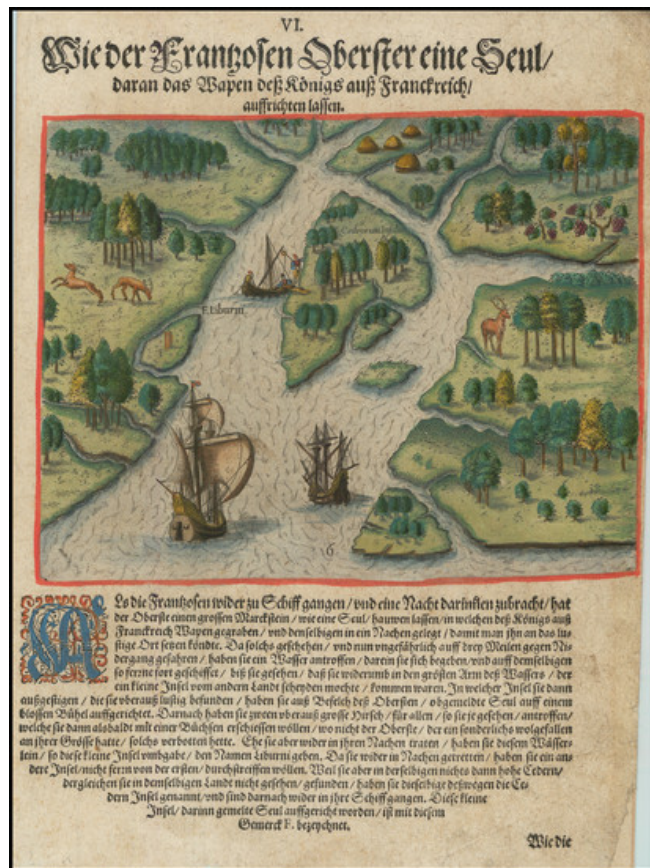 VI.
Wie der Frantzosen Oberster eine Seul/
daran das Wapen deß Königs auß Franckreich/
auffrichten lassen.
Cedrorum Insula
F. Liburni.
6
ALs die Frantzosen wider zu Schiff gangen / vnd eine Nacht darinnen zubracht / hat
der Oberste einen grossen Marckstein / wie eine Seul / hauwen lassen / in welchen deß Königs auß
Franckreich Wapen gegraben / vnd denselbigen in einen Nachen gelegt / damit man jhn an das lu-
stige Ort setzen köndte. Da solchs geschehen / vnd nun vngefährlich auff drey Meilen gegen Ni-
dergang gefahren / haben sie ein Wasser antroffen / darein sie sich begeben / vnd auff demselbigen
so ferrne fort geschiffet / biß sie gesehen / daß sie widerumb in den grösten Arm deß Wassers / der
ein kleine Insel vom andern Landt scheyden mochte / kommen waren. In welcher Insel sie dann
außgestigen / die sie vberauß lustig befunden / haben sie auß Befelch deß Obersten / obgemelte Seul auff einem
blossen Bühel auffgerichtet. Darnach haben sie zween vberauß grosse Hirsch / für allen / so sie je gesehen / antroffen /
welche sie dann alsbaldt mit einer Büchsen erschiessen wöllen / wo nicht der Oberste / der ein sonderlichs wolgefallen
an jhrer Grösse hatte / solchs verbotten hette. Ehe sie aber wider in jhren Nachen traten / haben sie diesem Wässer-
lein / so diese kleine Insel vmbgabe / den Namen Liburni geben. Da sie wider in Nachen getretten / haben sie ein an-
dere Insel / nicht ferrn von der ersten / durchstreiffen wöllen. Weil sie aber in derselbigen nichts dann hohe Cedern /
dergleichen sie in demselbigen Landt nicht gesehen / gefunden / haben sie dieselbige deßwegen die Ce-
dern Insel genannt / vnd sind darnach wider in jhre Schiff gangen. Diese kleine
Insel / darinn gemelte Seul auffgericht worden / ist mit diesem
Gemerck F. bezeychnet.
Wie die